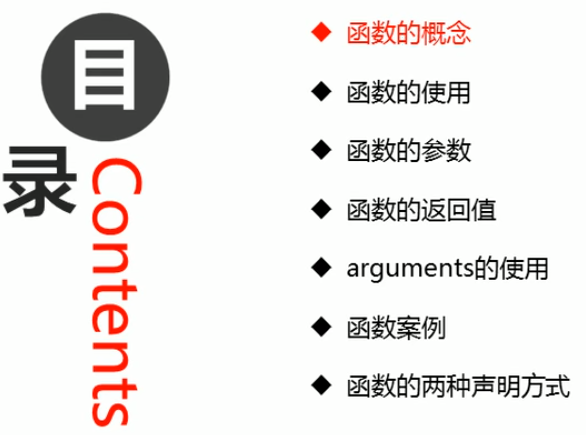 目录
Contents
函数的概念
函数的使用
函数的参数
函数的返回值
arguments的使用
函数案例
函数的两种声明方式